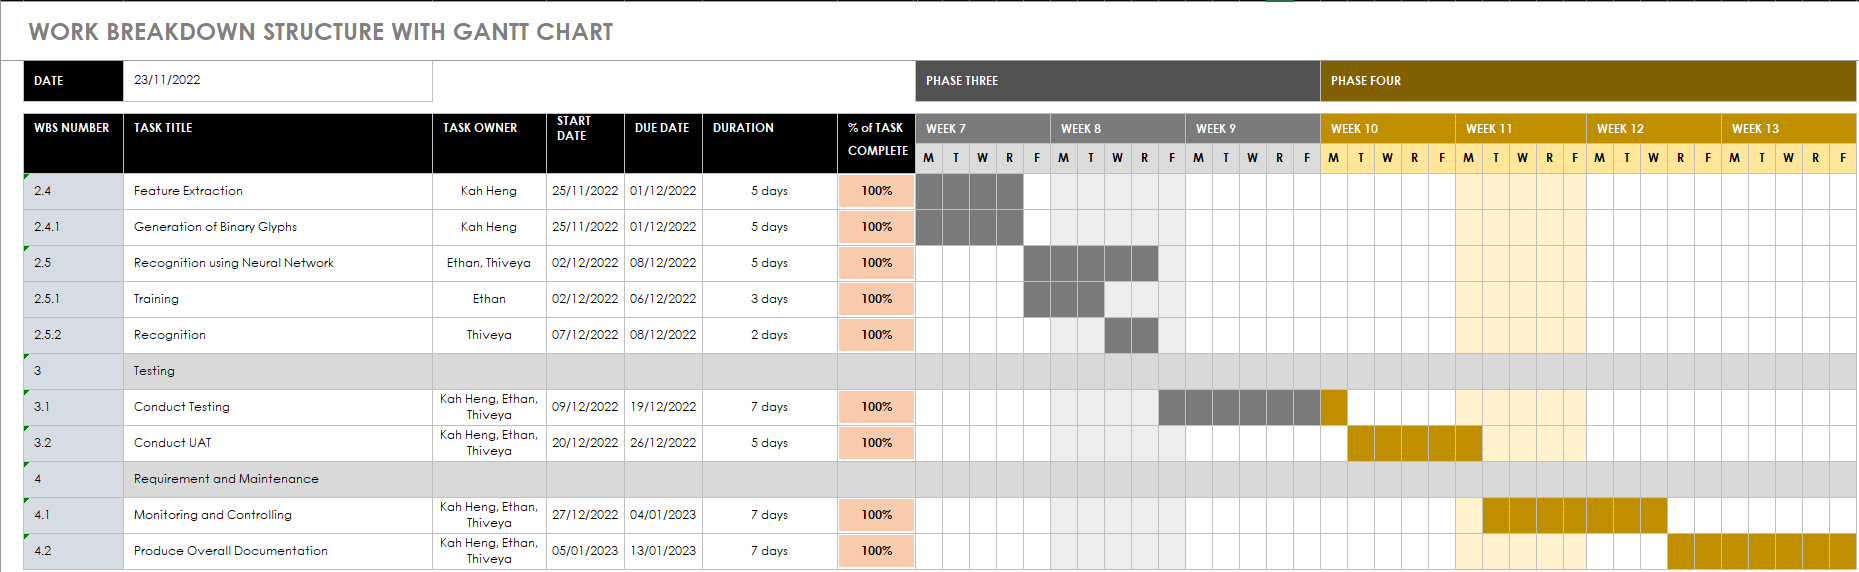 WORK BREAKDOWN STRUCTURE WITH GANTT CHART
DATE 23/11/2022 PHASE THREE PHASE FOUR
WBS NUMBER TASK TITLE TASK OWNER START DATE DUE DATE DURATION % of TASK COMPLETE WEEK 7 WEEK 8 WEEK 9 WEEK 10 WEEK 11 WEEK 12 WEEK 13
M T W R F M T W R F M T W R F M T W R F M T W R F M T W R F M T W R F
2.4 Feature Extraction Kah Heng 25/11/2022 01/12/2022 5 days 100%
2.4.1 Generation of Binary Glyphs Kah Heng 25/11/2022 01/12/2022 5 days 100%
2.5 Recognition using Neural Network Ethan, Thiveya 02/12/2022 08/12/2022 5 days 100%
2.5.1 Training Ethan 02/12/2022 06/12/2022 3 days 100%
2.5.2 Recognition Thiveya 07/12/2022 08/12/2022 2 days 100%
3 Testing
3.1 Conduct Testing Kah Heng, Ethan, Thiveya 09/12/2022 19/12/2022 7 days 100%
3.2 Conduct UAT Kah Heng, Ethan, Thiveya 20/12/2022 26/12/2022 5 days 100%
4 Requirement and Maintenance
4.1 Monitoring and Controlling Kah Heng, Ethan, Thiveya 27/12/2022 04/01/2023 7 days 100%
4.2 Produce Overall Documentation Kah Heng, Ethan, Thiveya 05/01/2023 13/01/2023 7 days 100%